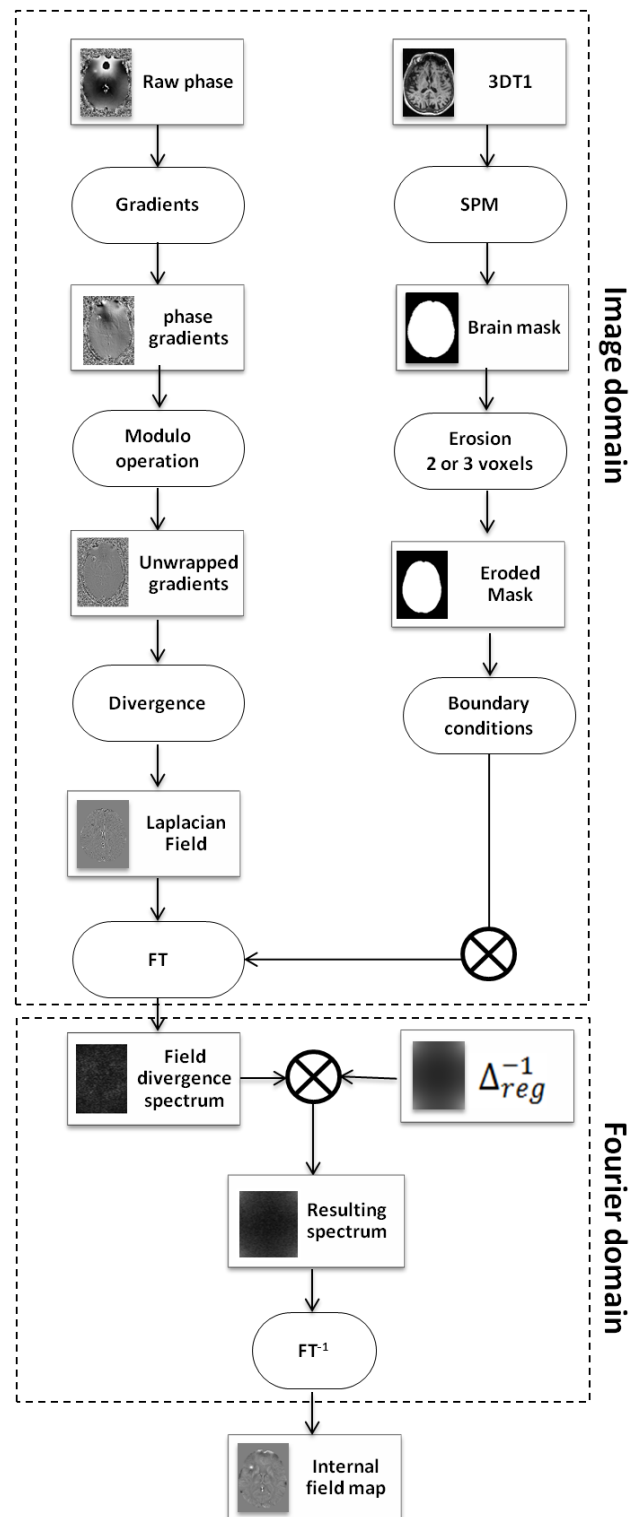 Raw phase
3DT1
Gradients
SPM
phase
gradients
Brain mask
Modulo
operation
Erosion
2 or 3 voxels
Unwrapped
gradients
Eroded
Mask
Divergence
Boundary
conditions
Laplacian
Field
FT
Image domain
Field
divergence
spectrum
Δ_{reg}^{-1}
Resulting
spectrum
FT⁻¹
Fourier domain
Internal
field map